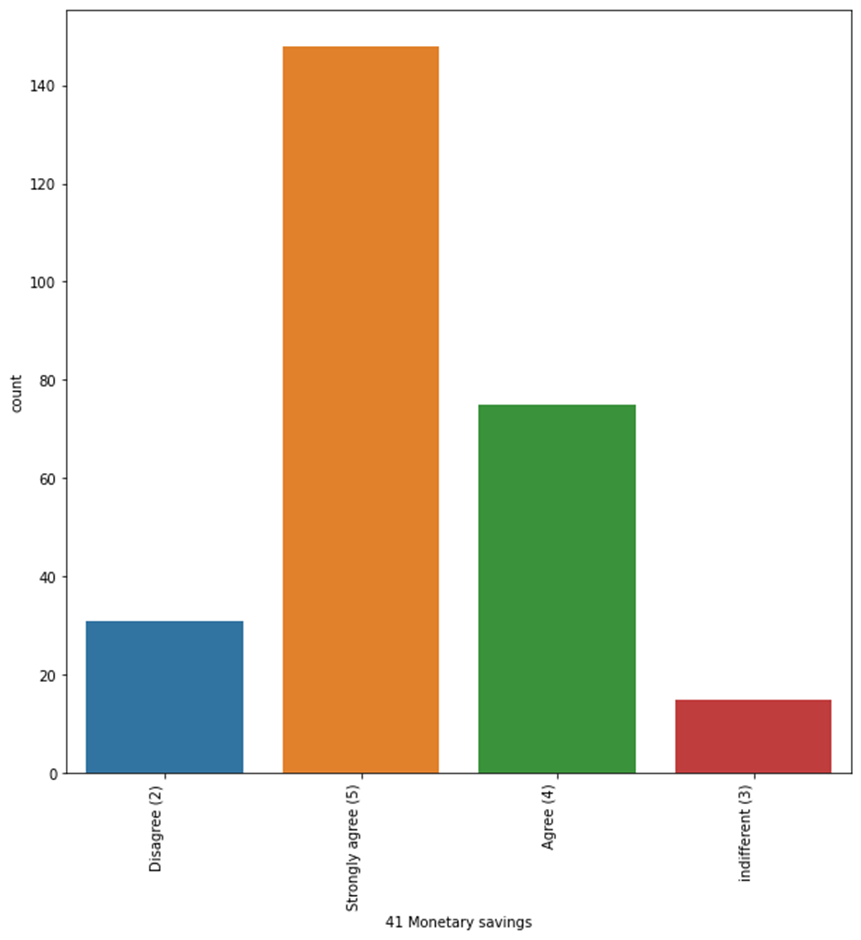 140
120
100
80
60
40
20
0
count
Disagree (2)
Strongly agree (5)
Agree (4)
indifferent (3)
41 Monetary savings